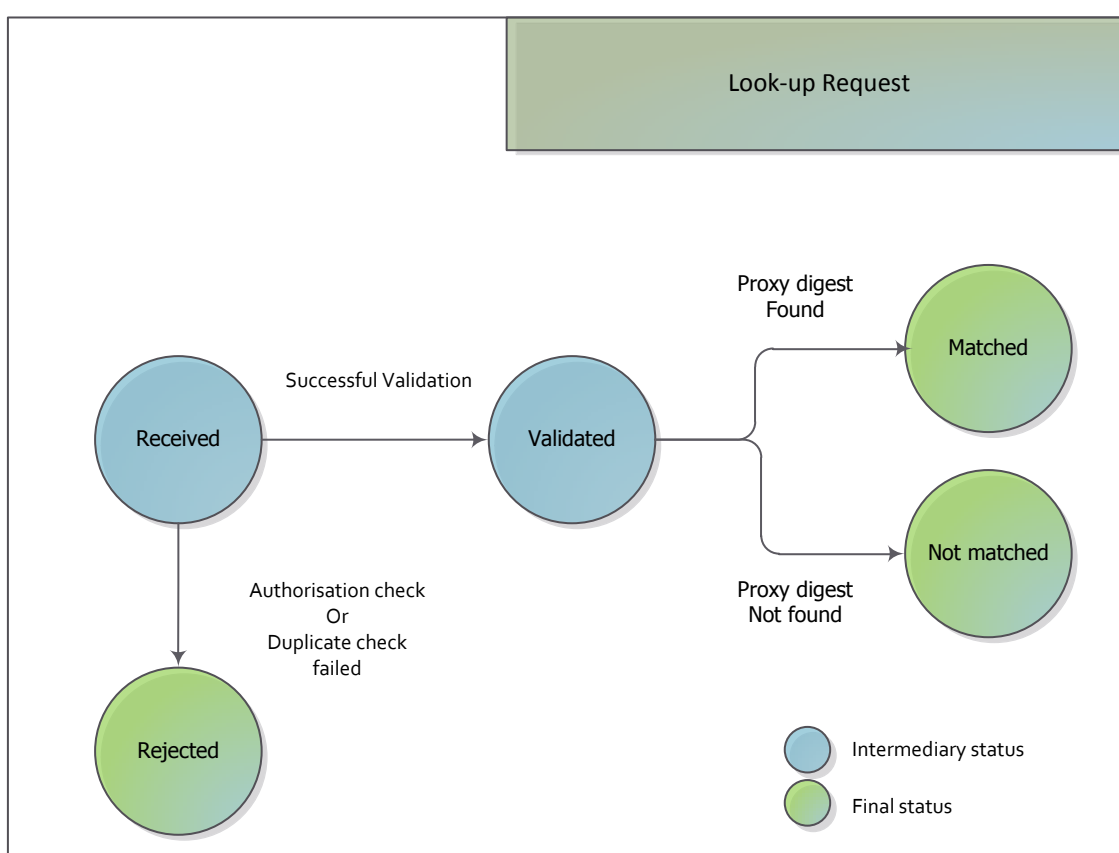 Look-up Request
Proxy digest
Found
Matched
Successful Validation
Received
Validated
Not matched
Proxy digest
Not found
Authorisation check
Or
Duplicate check
failed
Rejected
Intermediary status
Final status